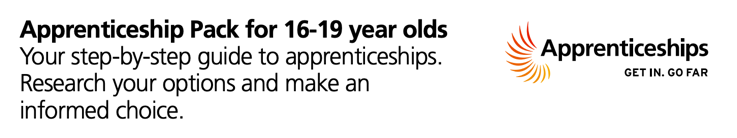 Apprenticeship Pack for 16-19 year olds
Your step-by-step guide to apprenticeships.
Research your options and make an
informed choice.
Apprenticeships
GET IN. GO FAR